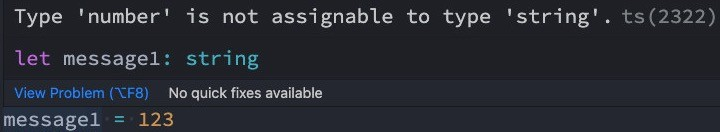 Type 'number' is not assignable to type 'string'. ts(2322)
let message1: string
View Problem (⌥F8) No quick fixes available
message1 = 123